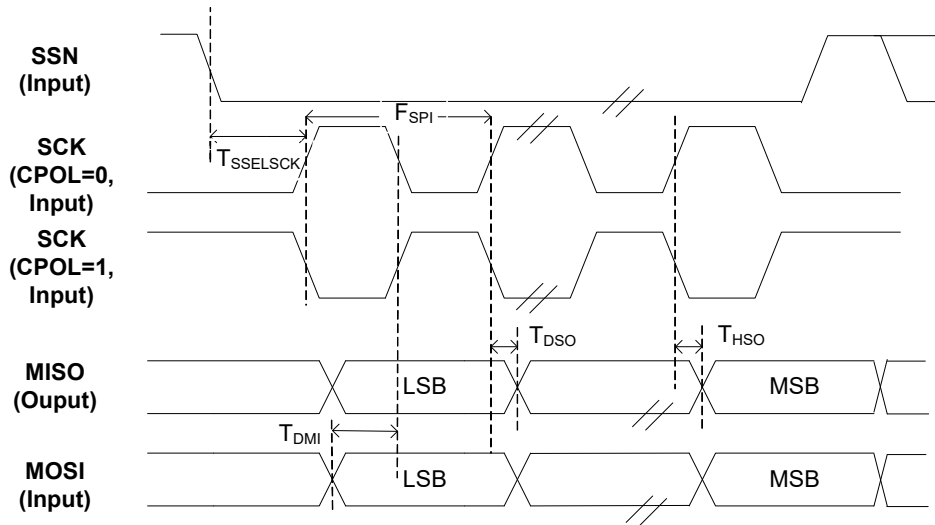 SSN
(Input)
F_SPI
T_SSELSCK
SCK
(CPOL=0,
Input)
SCK
(CPOL=1,
Input)
T_DSO
T_HSO
MISO
(Ouput)
LSB
MSB
T_DMI
MOSI
(Input)
LSB
MSB